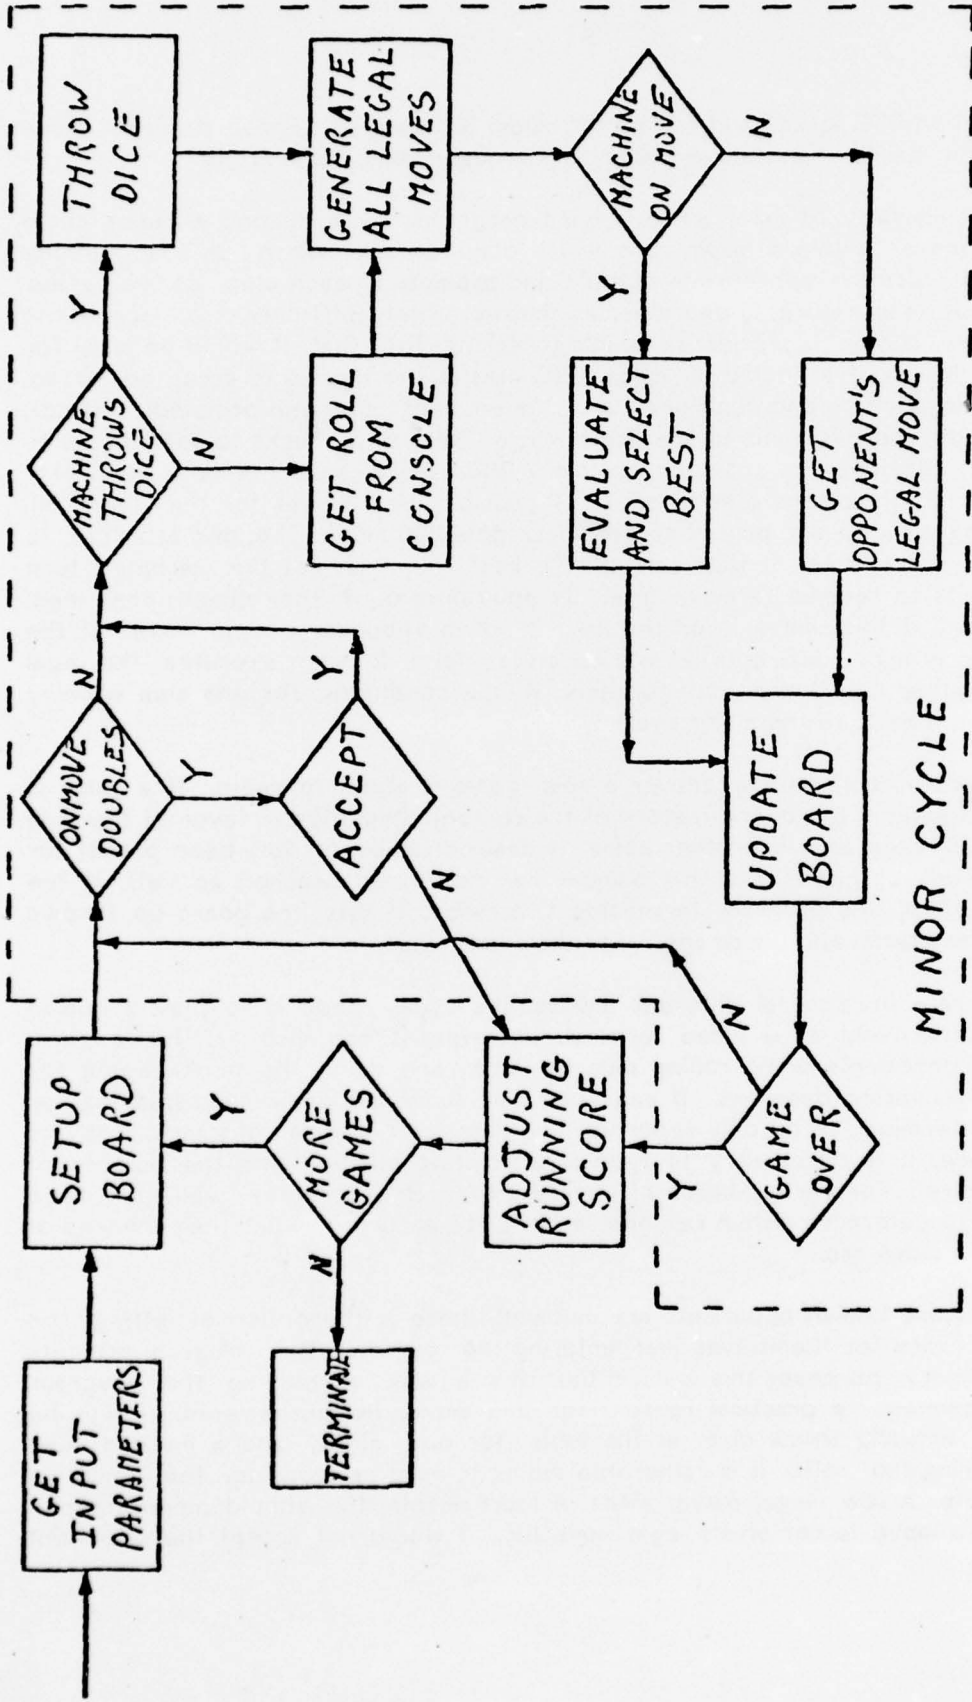 GET
INPUT
PARAMETERS
SETUP
BOARD
ONMOVE
DOUBLES
N
Y
MACHINE
THROWS
DICE
Y
N
THROW
DICE
ACCEPT
Y
N
GET ROLL
FROM
CONSOLE
GENERATE
ALL LEGAL
MOVES
MORE
GAMES
Y
N
TERMINATE
ADJUST
RUNNING
SCORE
EVALUATE
AND SELECT
BEST
Y
MACHINE
ON MOVE
N
GAME
OVER
Y
N
UPDATE
BOARD
GET
OPPONENT'S
LEGAL MOVE
MINOR CYCLE